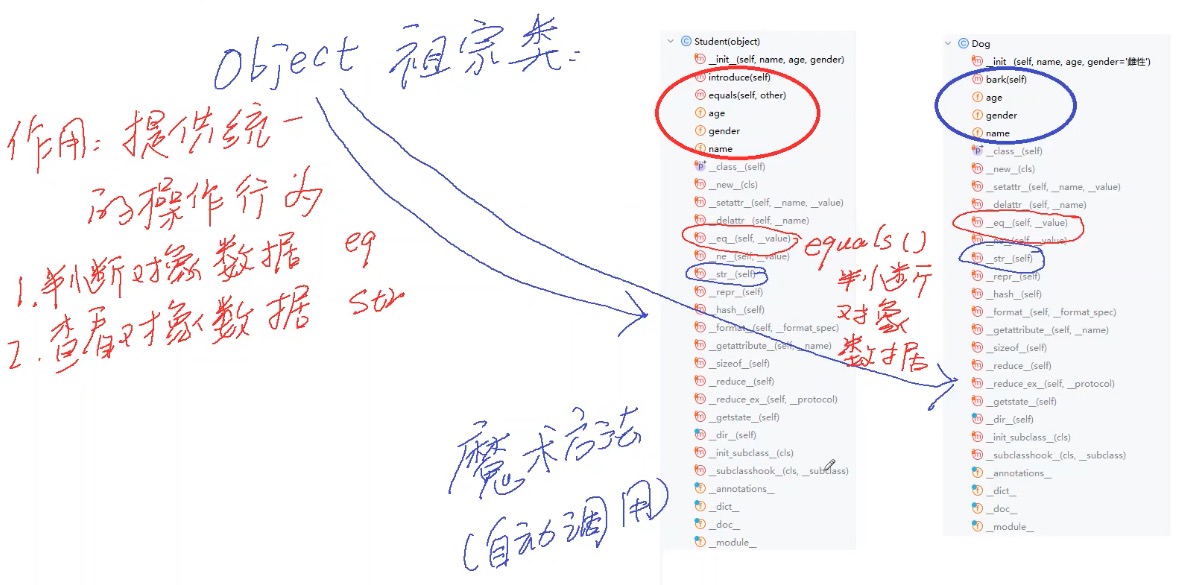 Object 祖宗类:
作用: 提供统一
的操作行为
1. 判断对象数据 eq
2. 查看对象数据 str
魔术方法
(自动调用)
Student(object)
__init__(self, name, age, gender)
introduce(self)
equals(self, other)
age
gender
name
__class__(self)
__new__(cls)
__setattr__(self, __name, __value)
__delattr__(self, __name)
__eq__(self, __value)
__ne__(self, __value)
__str__(self)
__repr__(self)
__hash__(self)
__format__(self, __format_spec)
__getattribute__(self, __name)
__sizeof__(self)
__reduce__(self)
__reduce_ex__(self, __protocol)
__getstate__(self)
__dir__(self)
__init_subclass__(cls)
__subclasshook__(cls, __subclass)
__annotations__
__dict__
__doc__
__module__
equals()
判断
对象
数据
Dog
__init__(self, name, age, gender='雌性')
bark(self)
age
gender
name
__class__(self)
__new__(cls)
__setattr__(self, __name, __value)
__delattr__(self, __name)
__eq__(self, __value)
__ne__(self, __value)
__str__(self)
__repr__(self)
__hash__(self)
__format__(self, __format_spec)
__getattribute__(self, __name)
__sizeof__(self)
__reduce__(self)
__reduce_ex__(self, __protocol)
__getstate__(self)
__dir__(self)
__init_subclass__(cls)
__subclasshook__(cls, __subclass)
__annotations__
__dict__
__doc__
__module__